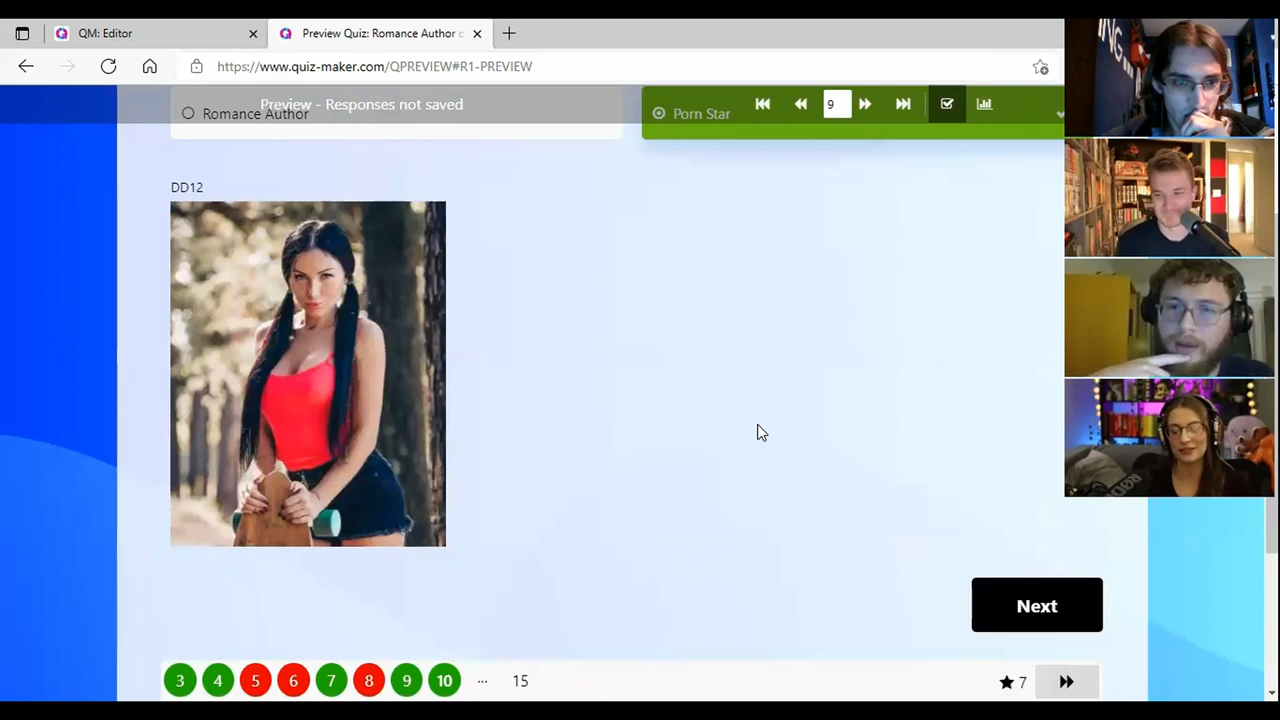 QM: Editor
Preview Quiz: Romance Author
https://www.quiz-maker.com/QPREVIEW#R1-PREVIEW
Preview - Responses not saved
9
Romance Author
Porn Star
DD12
Next
3 4 5 6 7 8 9 10 ... 15
7